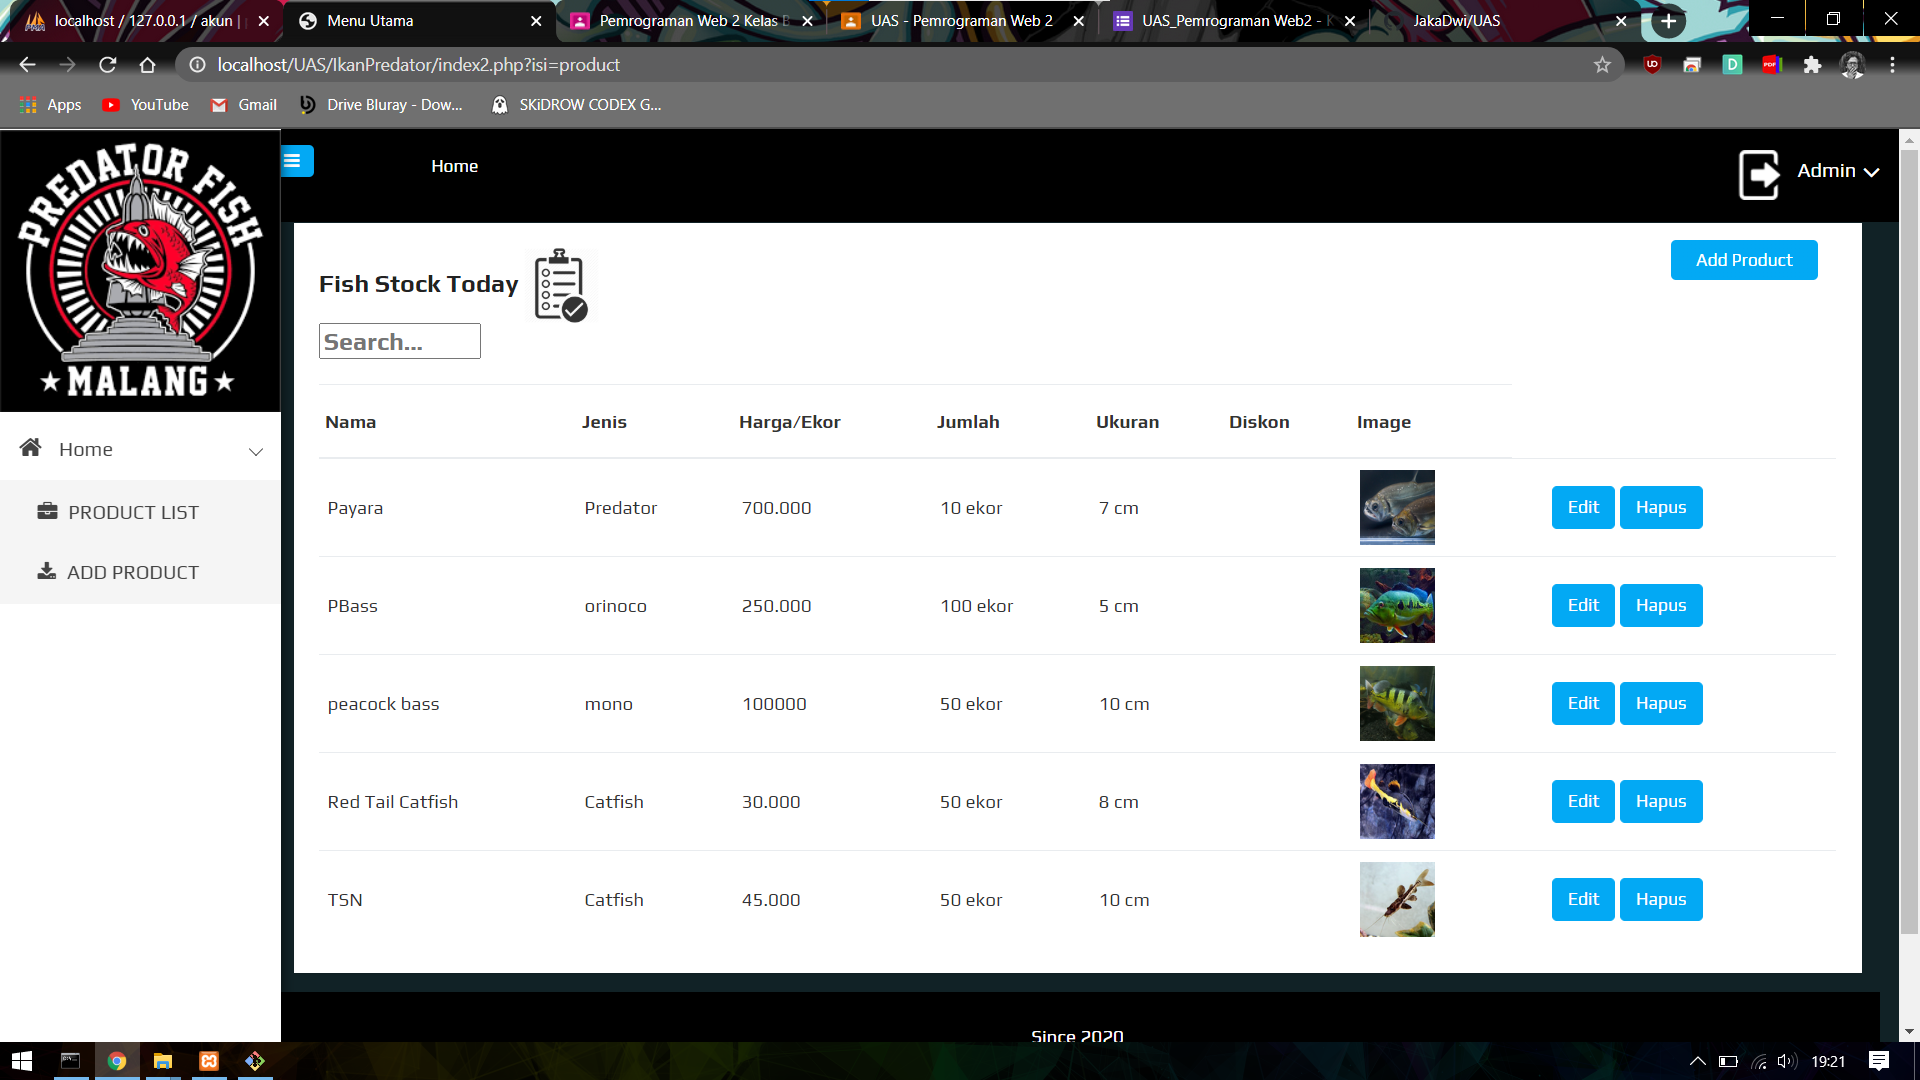 localhost / 127.0.0.1 / akun |
Menu Utama
Pemrograman Web 2 Kelas
UAS - Pemrograman Web 2
UAS_Pemrograman Web2 -
JakaDwi/UAS
localhost/UAS/IkanPredator/index2.php?isi=product
Apps
YouTube
Gmail
Drive Bluray - Dow...
SKiDROW CODEX G...
PREDATOR FISH
MALANG
Home
Admin
Fish Stock Today
Add Product
Search...
Nama Jenis Harga/Ekor Jumlah Ukuran Diskon Image
Home
PRODUCT LIST
ADD PRODUCT
Payara Predator 700.000 10 ekor 7 cm Edit Hapus
PBass orinoco 250.000 100 ekor 5 cm Edit Hapus
peacock bass mono 100000 50 ekor 10 cm Edit Hapus
Red Tail Catfish Catfish 30.000 50 ekor 8 cm Edit Hapus
TSN Catfish 45.000 50 ekor 10 cm Edit Hapus
Since 2020
19:21